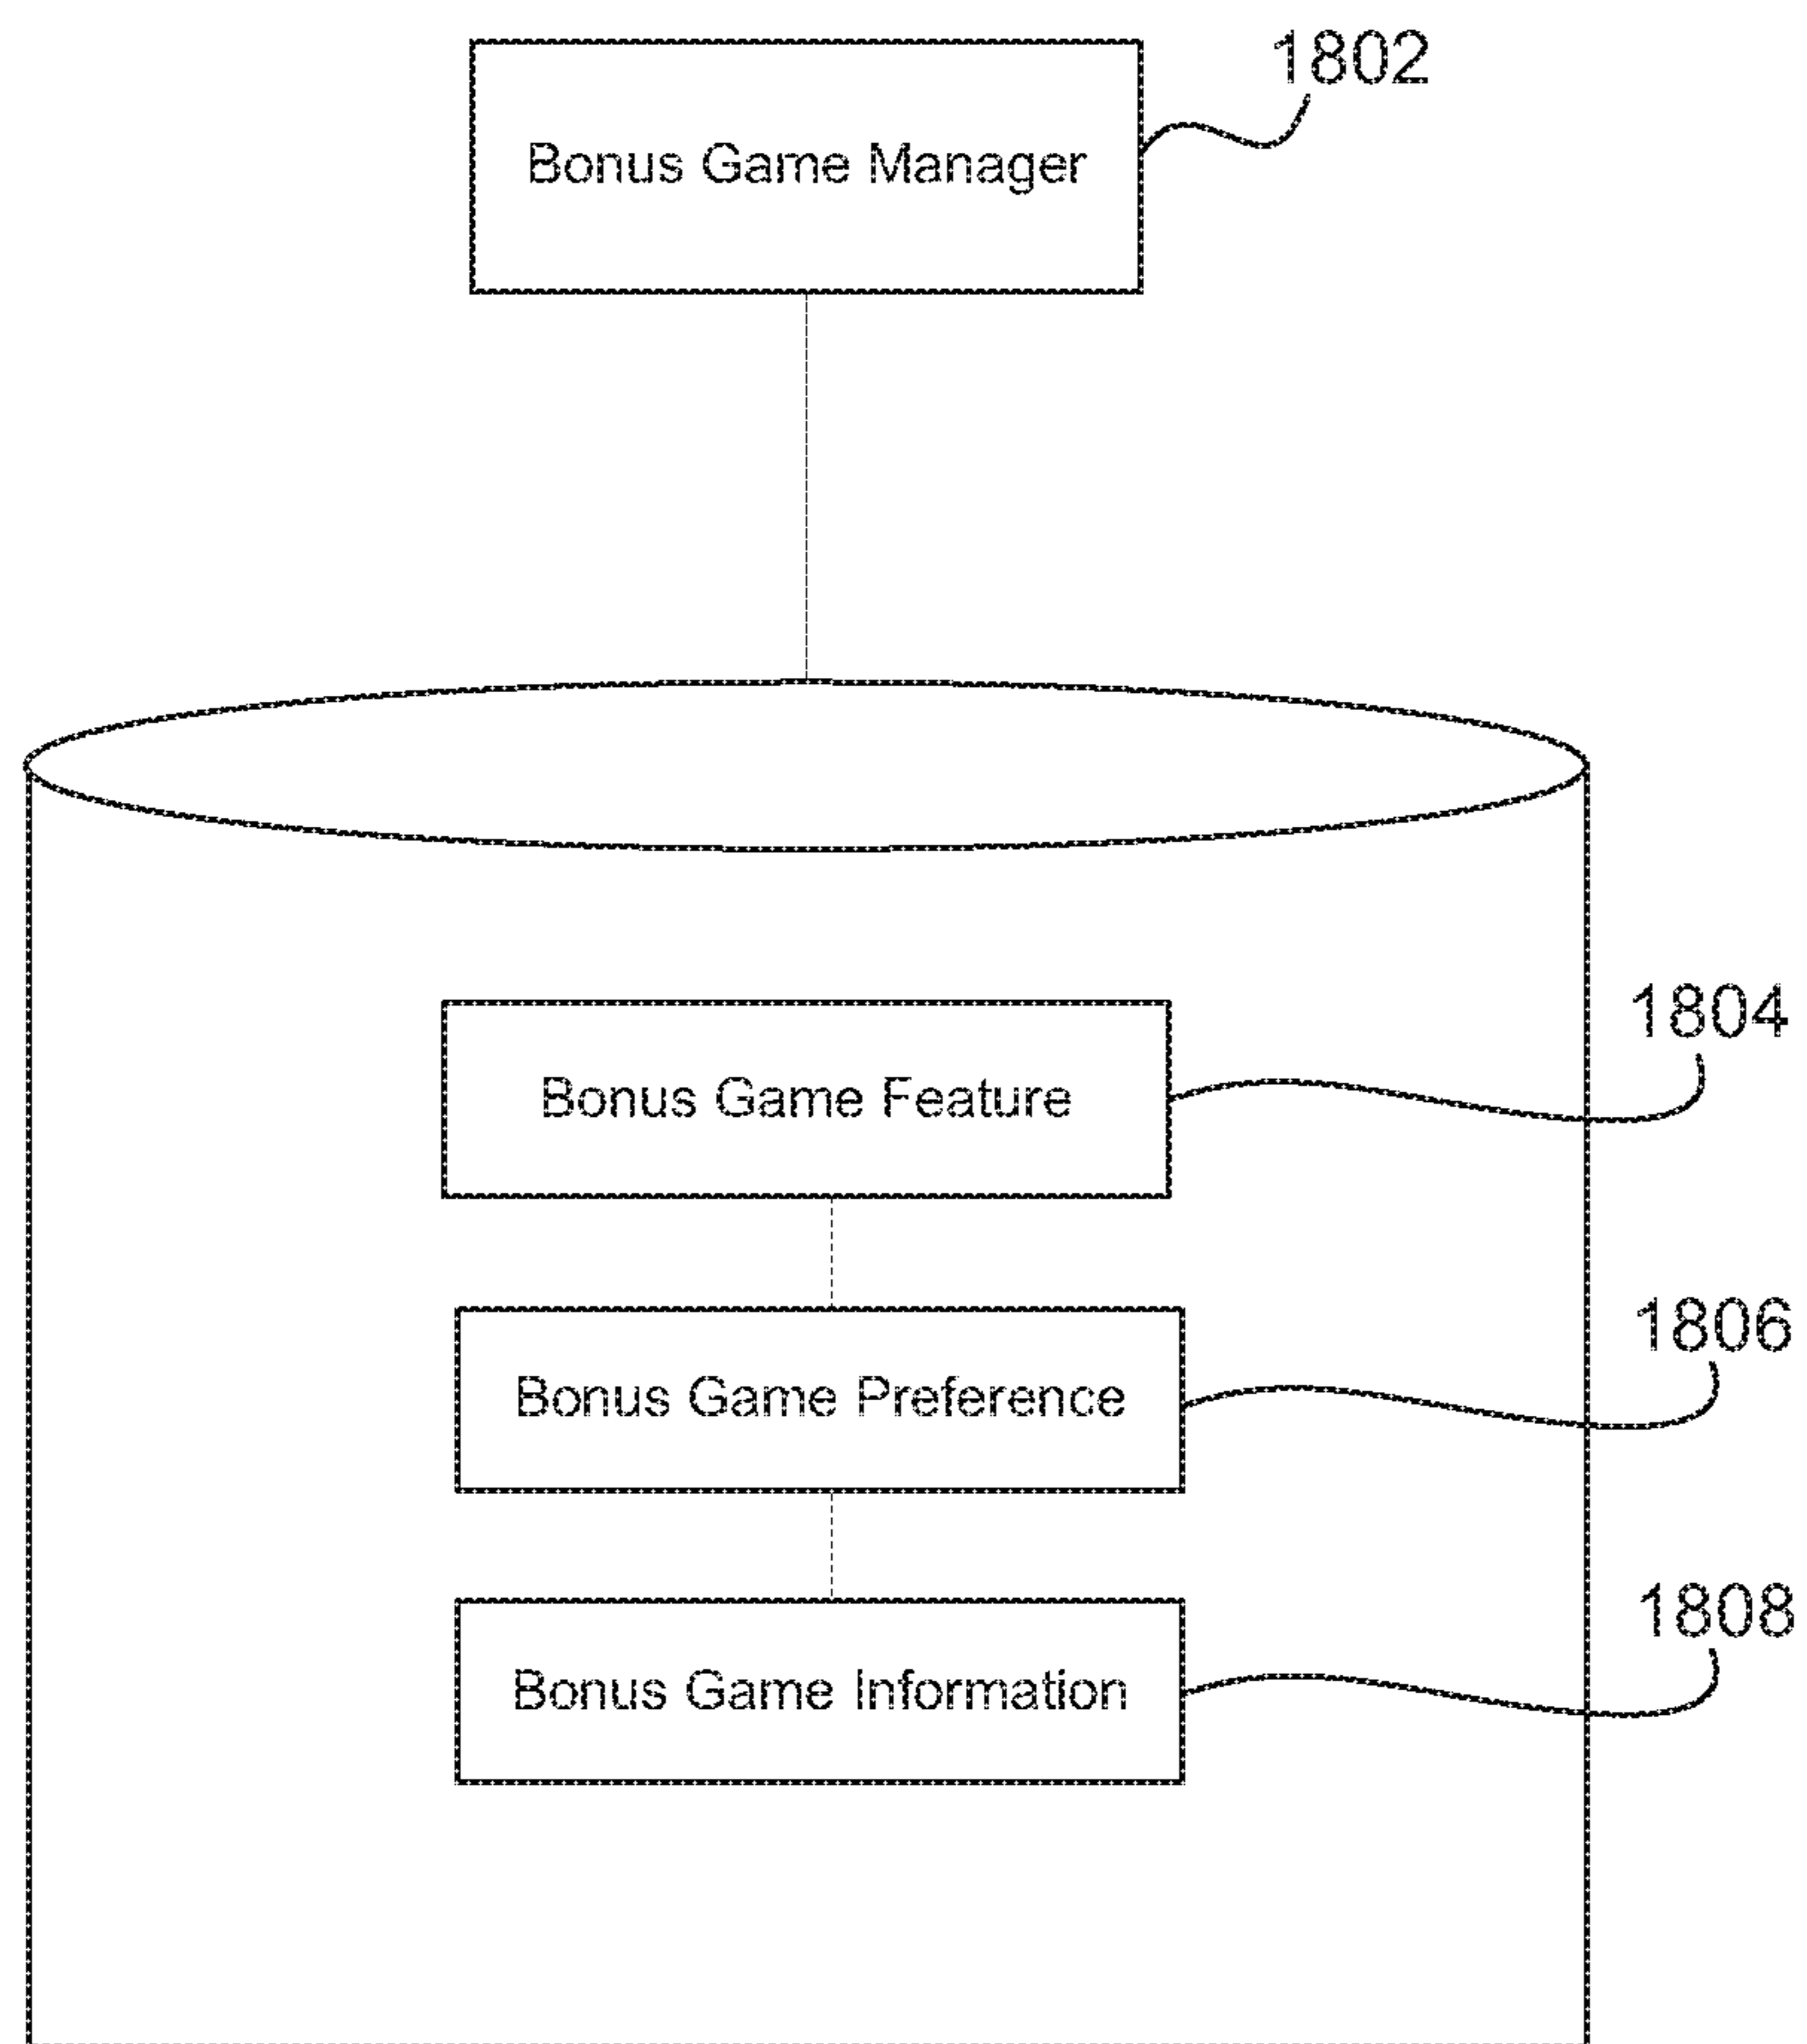 1802
Bonus Game Manager
1804
Bonus Game Feature
1806
Bonus Game Preference
1808
Bonus Game Information